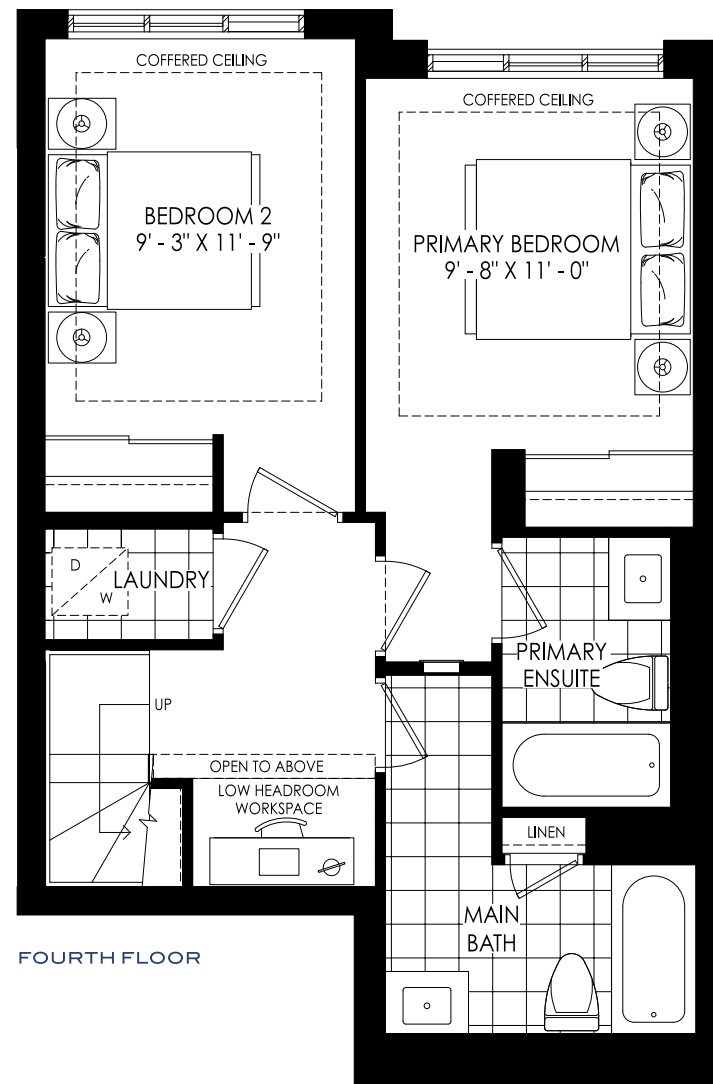 COFFERED CEILING
BEDROOM 2
9' - 3" X 11' - 9"
COFFERED CEILING
PRIMARY BEDROOM
9' - 8" X 11' - 0"
D
W
LAUNDRY
PRIMARY
ENSUITE
UP
OPEN TO ABOVE
LOW HEADROOM
WORKSPACE
LINEN
MAIN
BATH
FOURTH FLOOR